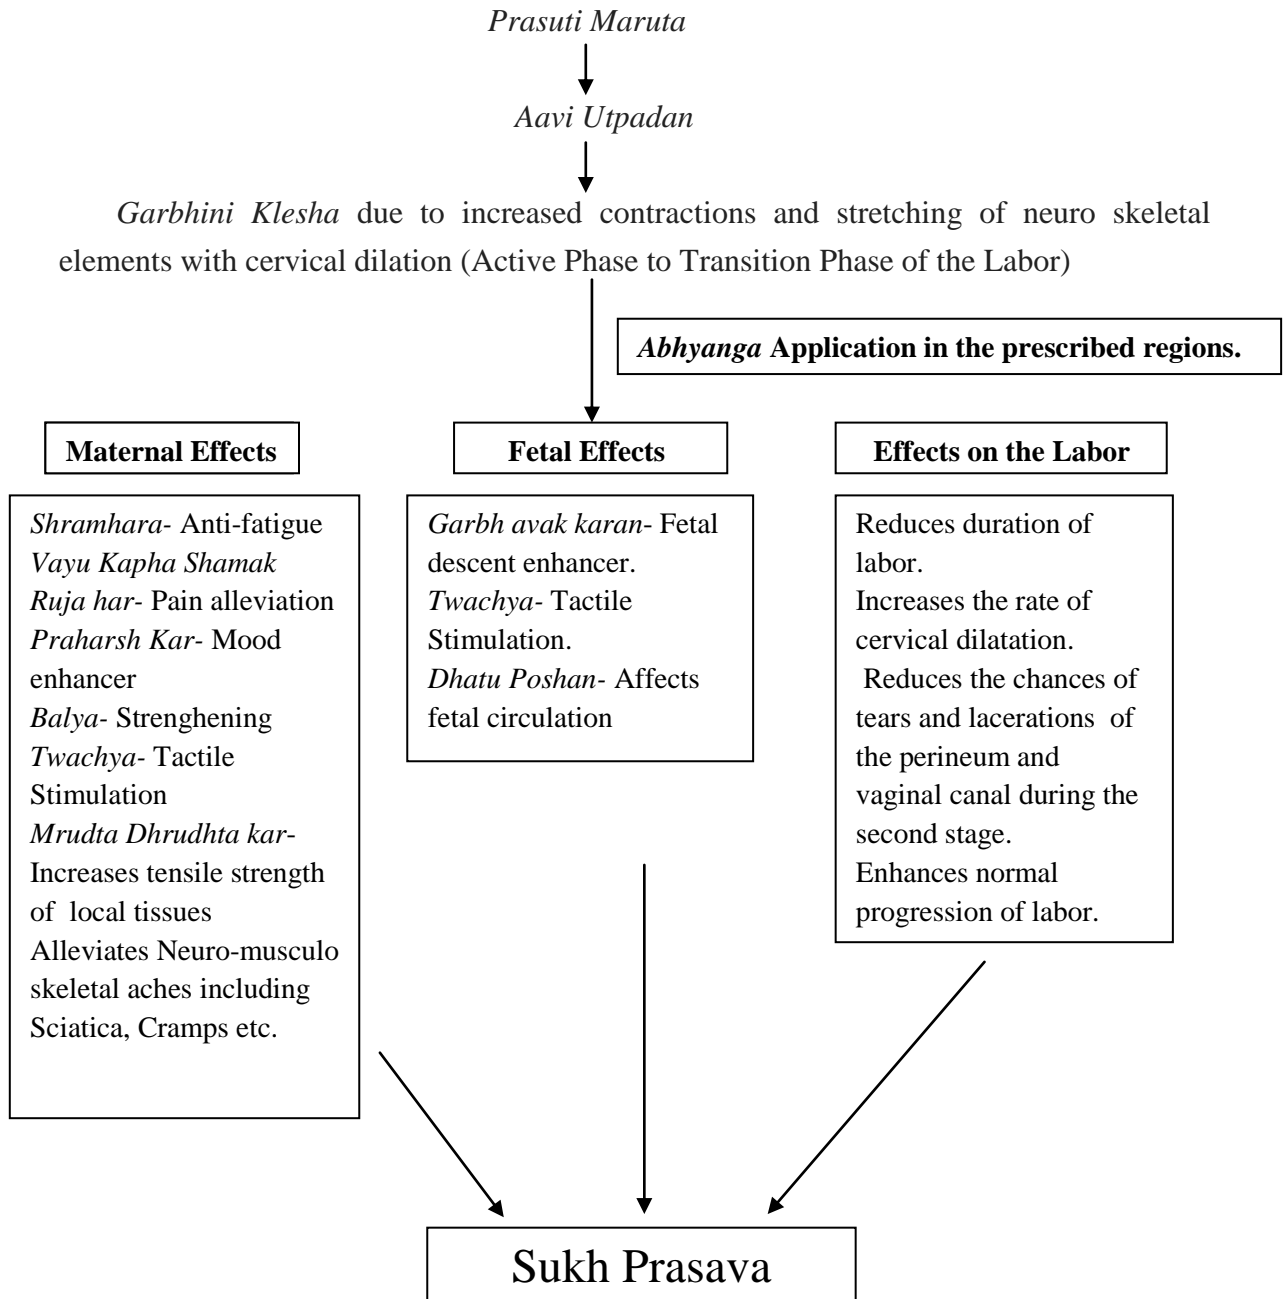 Prasuti Maruta
Aavi Utpadan
Garbhini Klesha due to increased contractions and stretching of neuro skeletal
elements with cervical dilation (Active Phase to Transition Phase of the Labor)
Abhyanga Application in the prescribed regions.
Maternal Effects
Shramhara- Anti-fatigue
Vayu Kapha Shamak
Ruja har- Pain alleviation
Praharsh Kar- Mood
enhancer
Balya- Strenghening
Twachya- Tactile
Stimulation
Mrudta Dhrudhta kar-
Increases tensile strength
of local tissues
Alleviates Neuro-musculo
skeletal aches including
Sciatica, Cramps etc.
Fetal Effects
Garbh avak karan- Fetal
descent enhancer.
Twachya- Tactile
Stimulation.
Dhatu Poshan- Affects
fetal circulation
Effects on the Labor
Reduces duration of
labor.
Increases the rate of
cervical dilatation.
Reduces the chances of
tears and lacerations of
the perineum and
vaginal canal during the
second stage.
Enhances normal
progression of labor.
Sukh Prasava